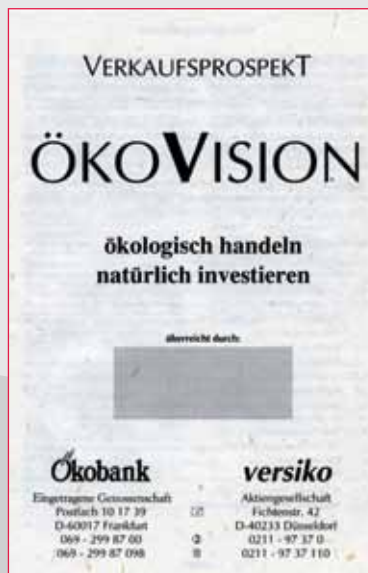 VERKAUFSPROSPEKT
ÖKOVISION
ökologisch handeln
natürlich investieren
überreicht durch:
Ökobank
Eingetragene Genossenschaft
Postfach 10 17 39
D-60017 Frankfurt
069 - 299 87 00
069 - 299 87 098
versiko
Aktiengesellschaft
Fichtenstr. 42
D-40233 Düsseldorf
0211 - 97 37 0
0211 - 97 37 110